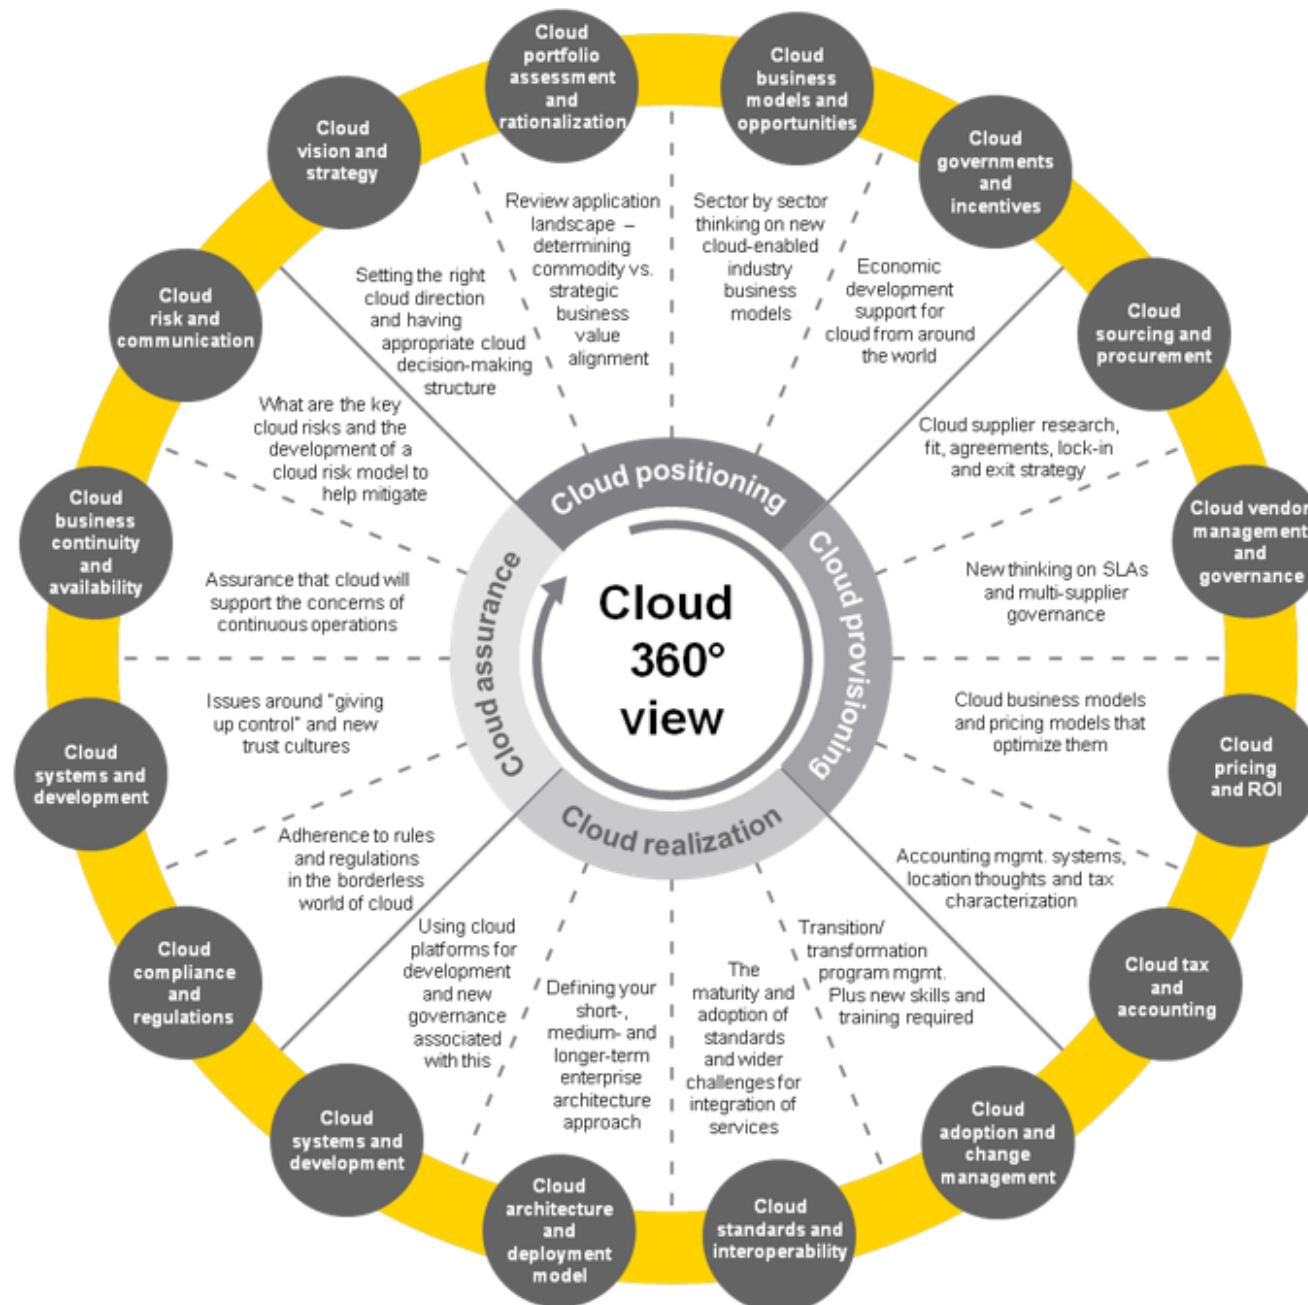 Cloud
portfolio
assessment
and
rationalization
Cloud
business
models and
opportunities
Cloud
governments
and
incentives
Cloud
sourcing and
procurement
Cloud vendor
management
and
governance
Cloud
pricing
and ROI
Cloud tax
and
accounting
Cloud
adoption and
change
management
Cloud
standards and
interoperability
Cloud
architecture
and
deployment
model
Cloud
systems and
development
Cloud
compliance
and
regulations
Cloud
systems and
development
Cloud
business
continuity
and
availability
Cloud
risk and
communication
Cloud
vision and
strategy
Review application
landscape –
determining
commodity vs.
strategic
business
value
alignment
Sector by sector
thinking on new
cloud-enabled
industry
business
models
Economic
development
support for
cloud from around
the world
Cloud supplier research,
fit, agreements, lock-in
and exit strategy
New thinking on SLAs
and multi-supplier
governance
Cloud business models
and pricing models that
optimize them
Accounting mgmt. systems,
location thoughts and tax
characterization
Transition/
transformation
program mgmt.
Plus new skills and
training required
The
maturity and
adoption of
standards
and wider
challenges for
integration of
services
Defining your
short-,
medium- and
longer-term
enterprise
architecture
approach
Using cloud
platforms for
development
and new
governance
associated
with this
Adherence to rules
and regulations
in the borderless
world of cloud
Issues around "giving
up control" and new
trust cultures
Assurance that cloud will
support the concerns of
continuous operations
What are the key
cloud risks and the
development of a
cloud risk model to
help mitigate
Setting the right
cloud direction
and having
appropriate cloud
decision-making
structure
Cloud positioning
Cloud provisioning
Cloud realization
Cloud assurance
Cloud
360°
view